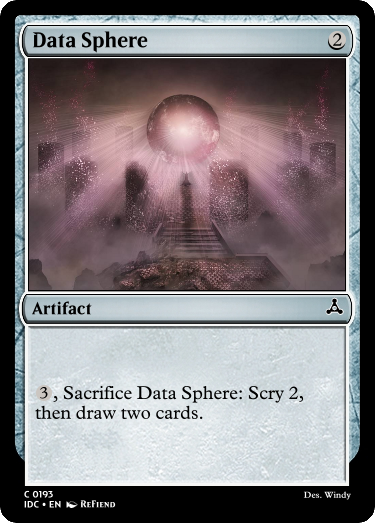 Data Sphere 2
Artifact
3, Sacrifice Data Sphere: Scry 2,
then draw two cards.
C 0193
IDC • EN ReFiend
Des. Windy